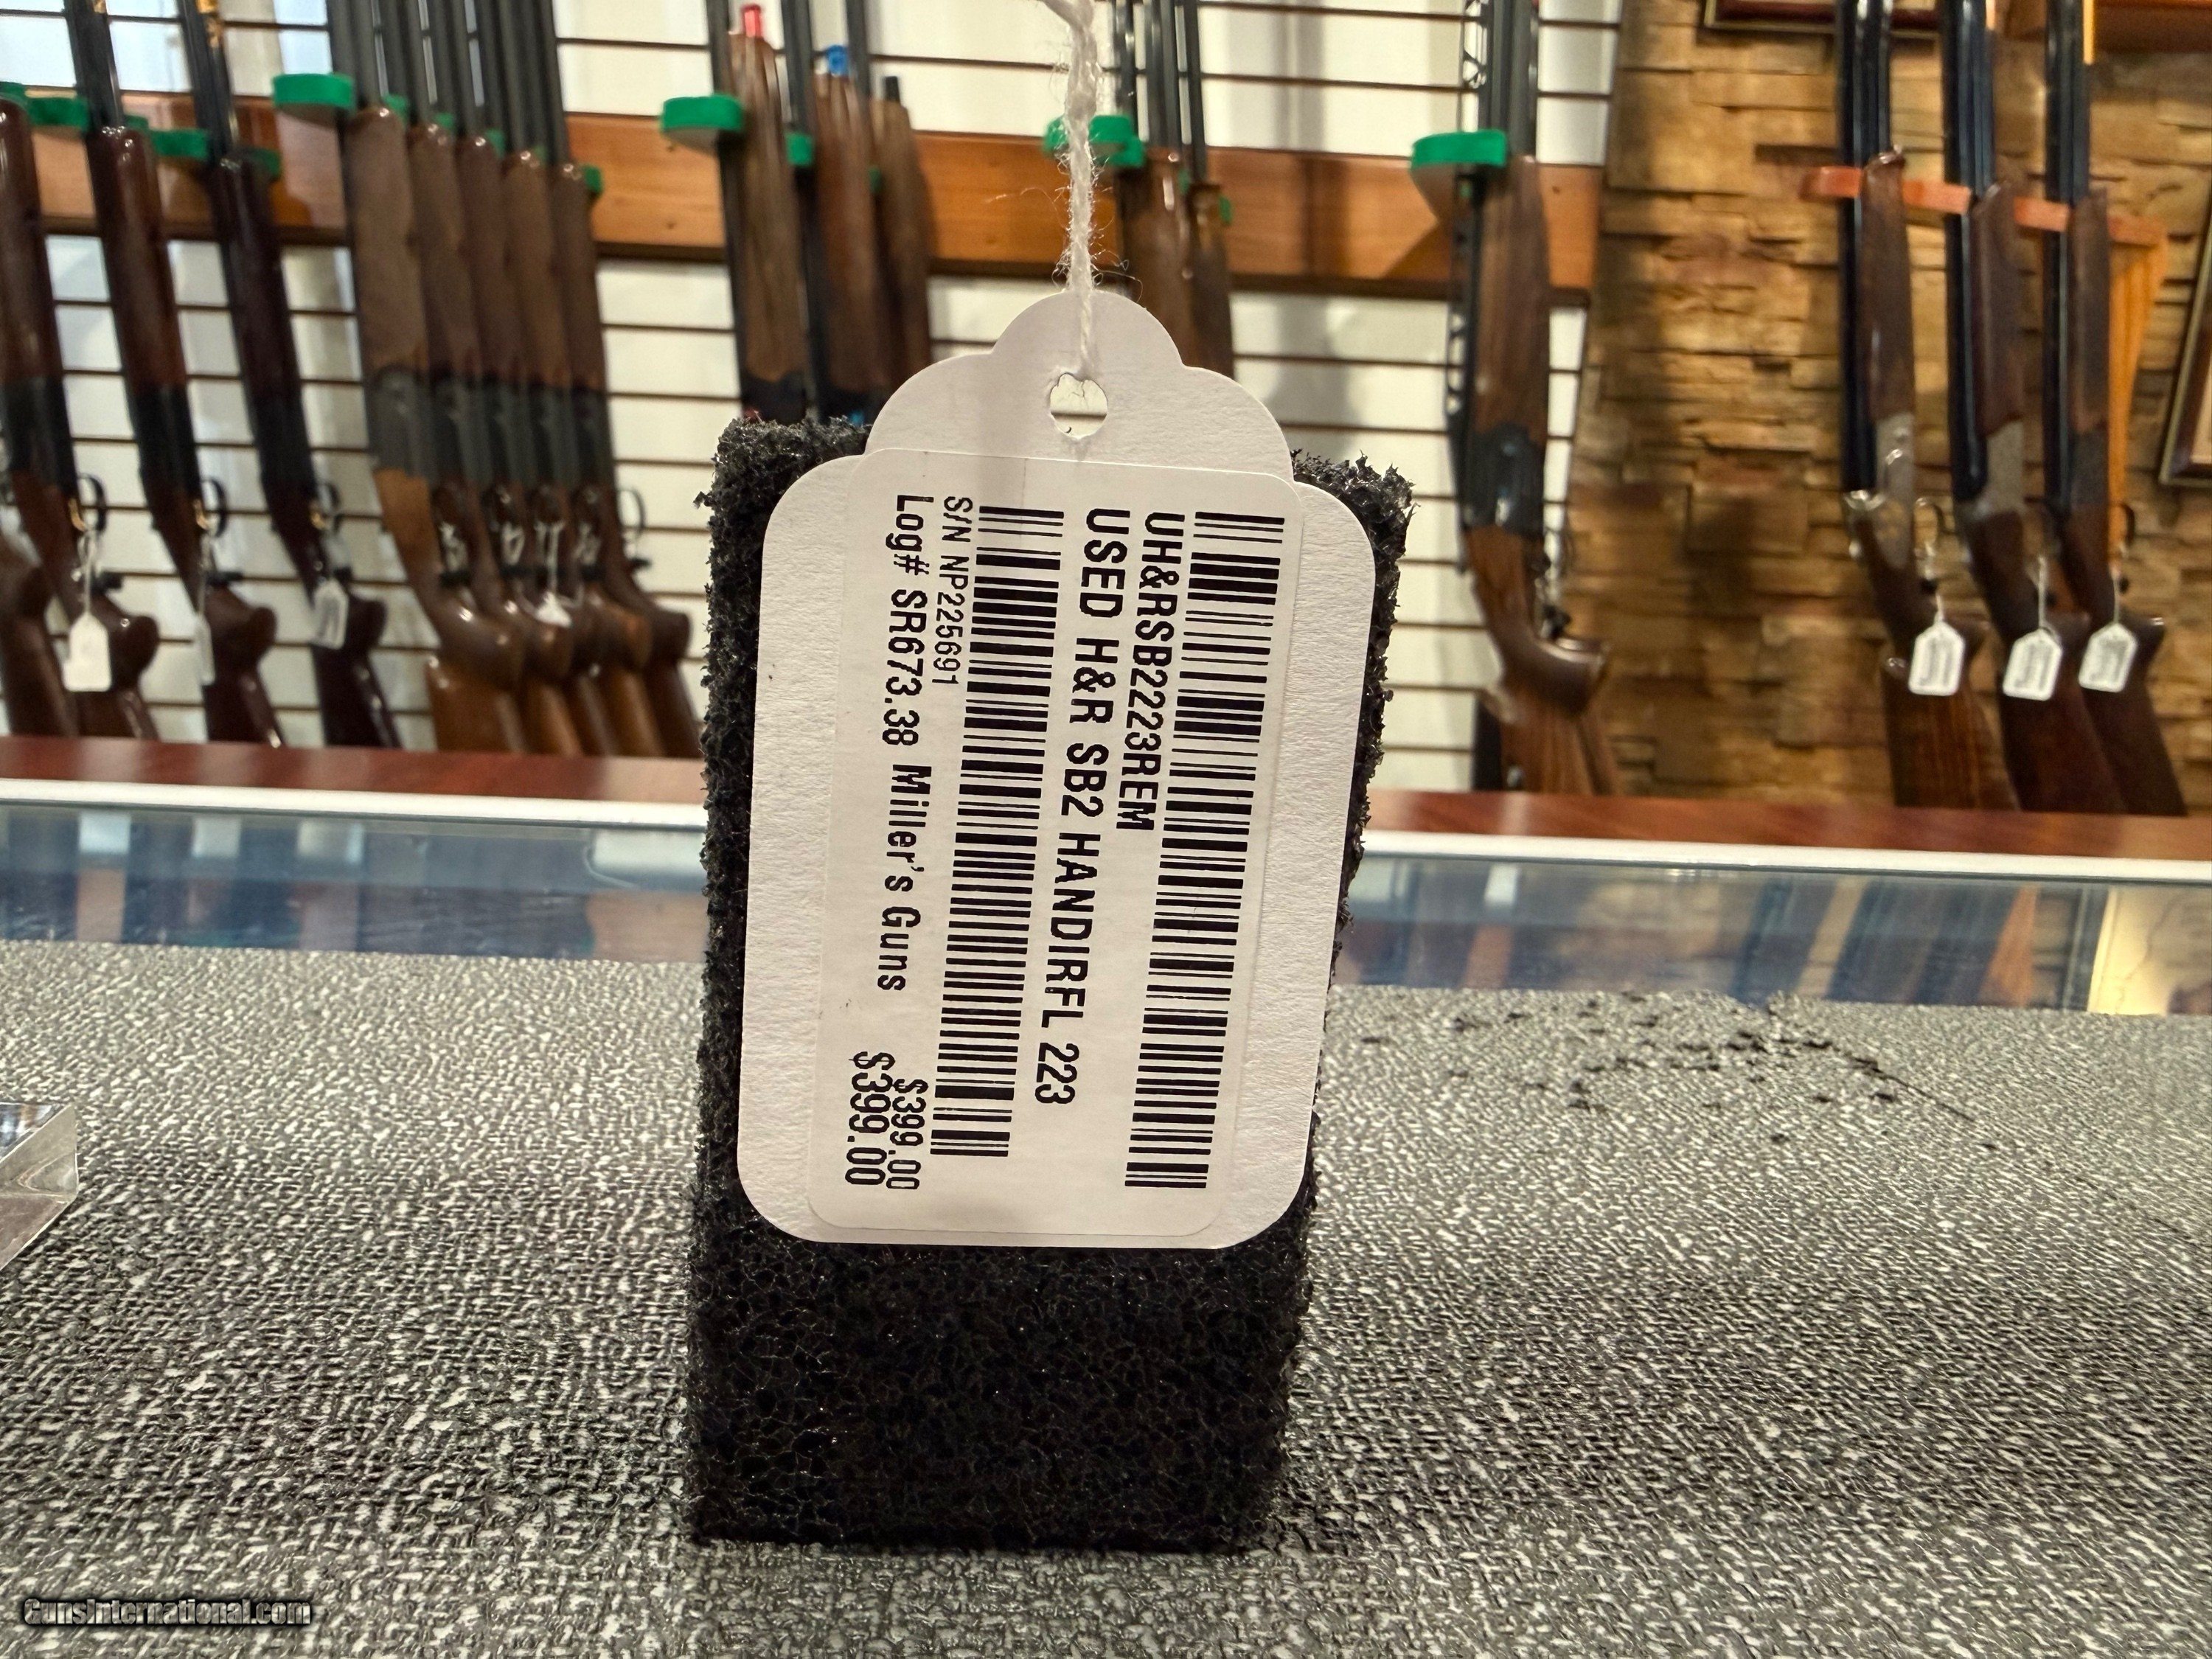 UH&RSB2223REM
USED H&R SB2 HANDIRFL 223
S/N NP225691
$399.00
Log# SR673.38 Miller's Guns
$399.00
GunsInternational.com